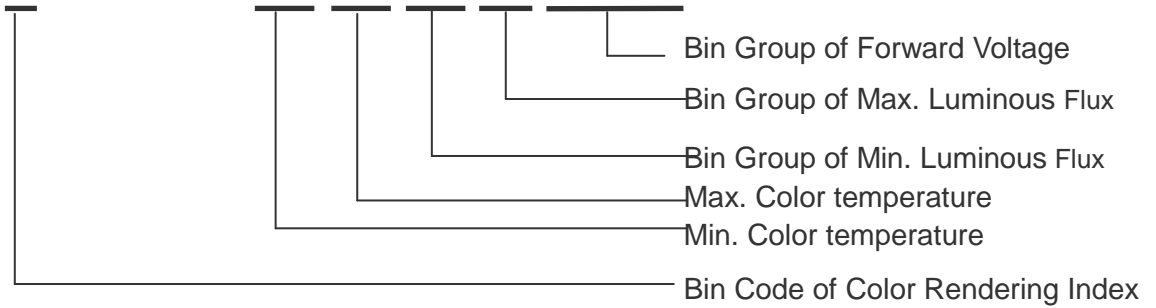 Bin Group of Forward Voltage
Bin Group of Max. Luminous Flux
Bin Group of Min. Luminous Flux
Max. Color temperature
Min. Color temperature
Bin Code of Color Rendering Index